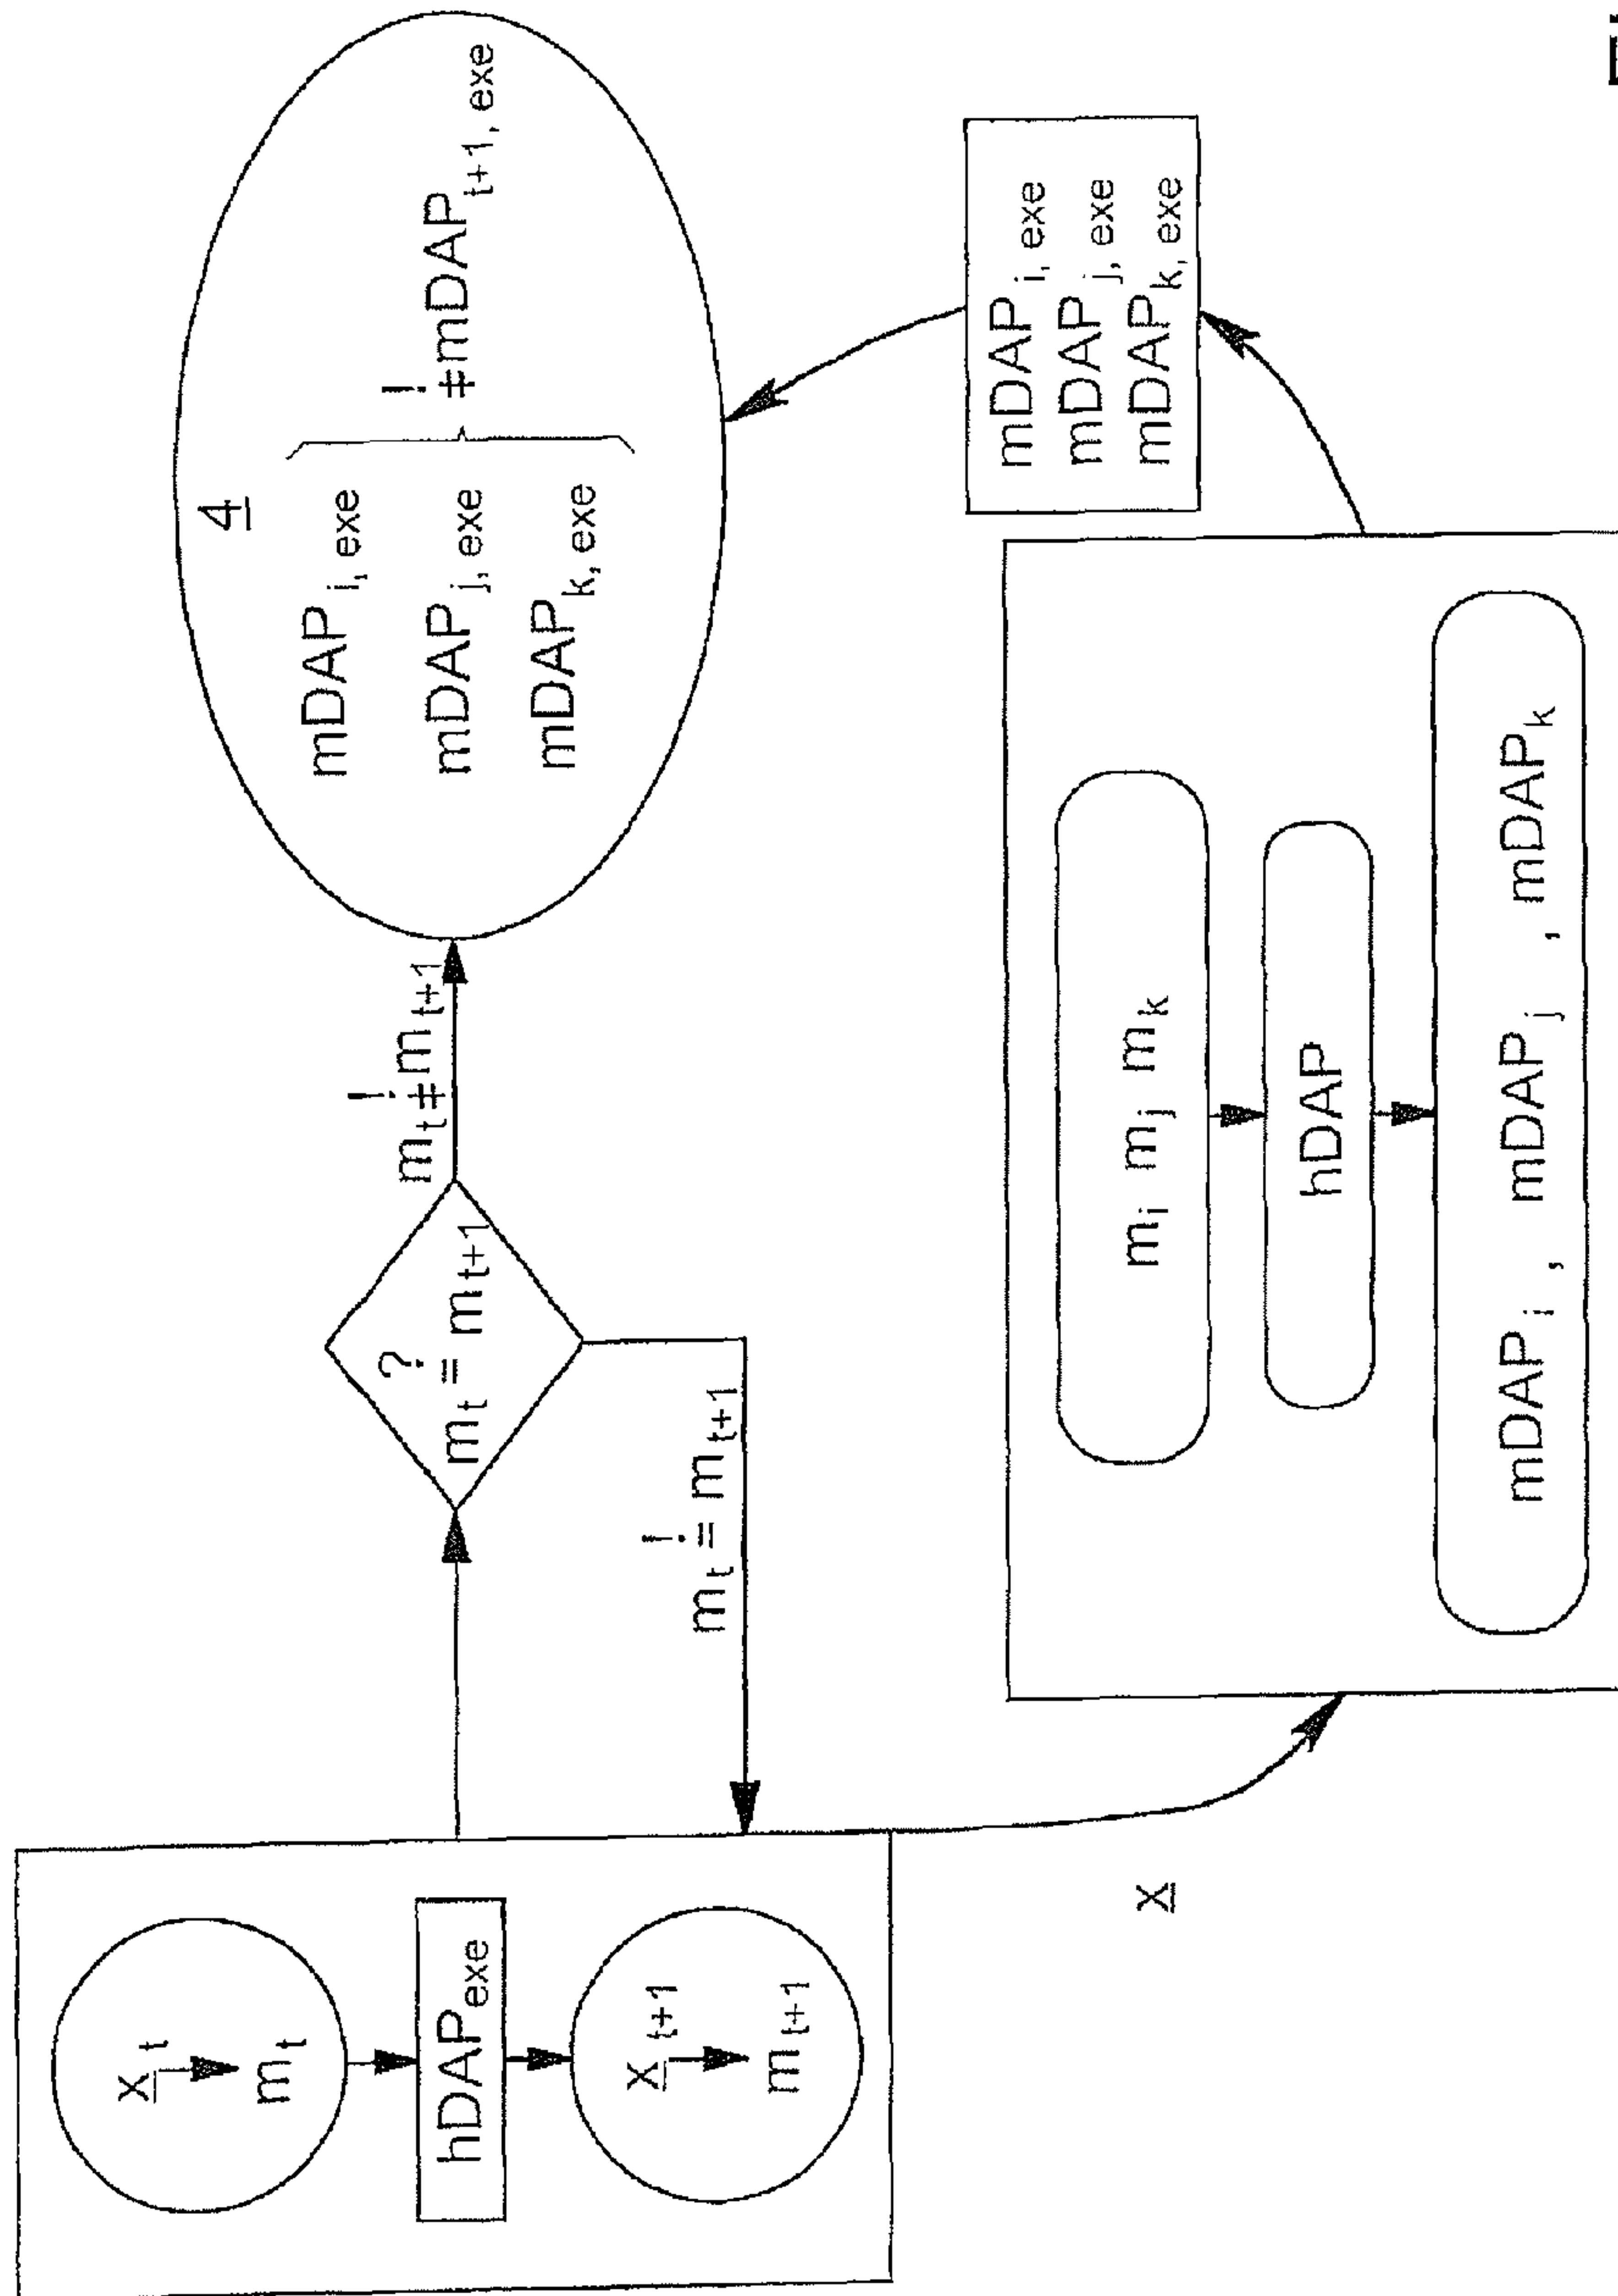 x_t
m_t
hDAP_exe
x_t+1
m_t+1
?
m_t = m_t+1
!
m_t ≠ m_t+1
!
m_t = m_t+1
4
mDAP_i, exe
mDAP_j, exe
mDAP_k, exe
!
≠ mDAP_t+1, exe
x
m_i m_j m_k
hDAP
mDAP_i , mDAP_j , mDAP_k
mDAP_i, exe
mDAP_j, exe
mDAP_k, exe